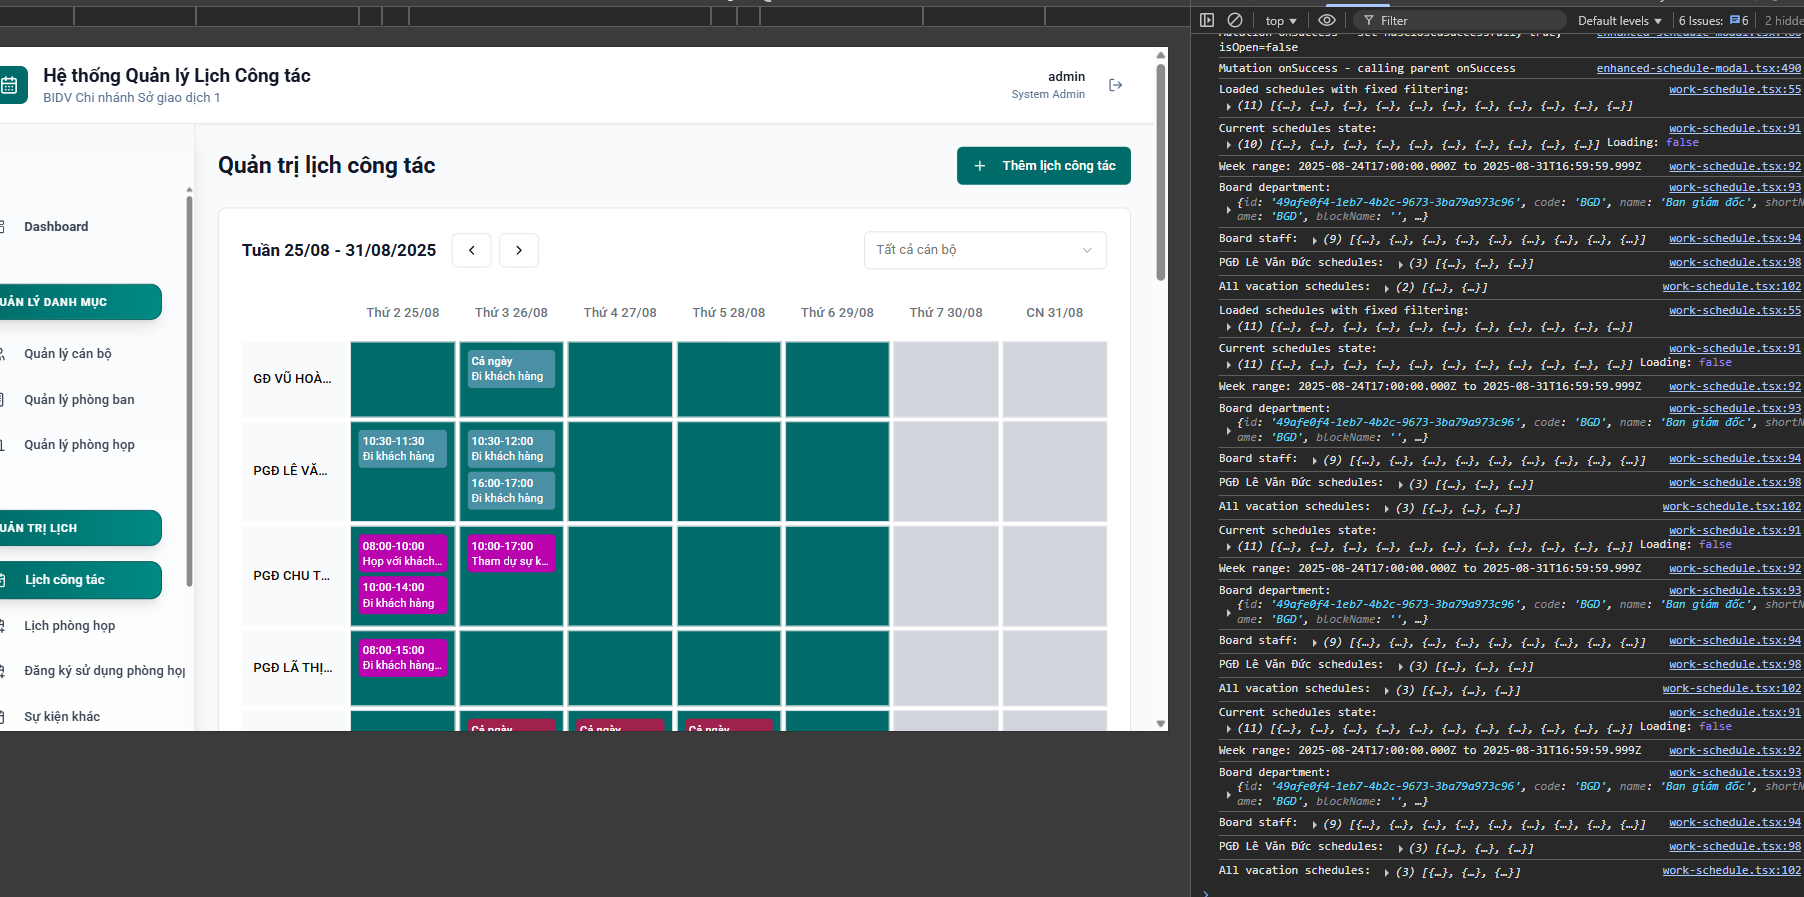 Hệ thống Quản lý Lịch Công tác
BIDV Chi nhánh Sở giao dịch 1
admin
System Admin
Dashboard
UẢN LÝ DANH MỤC
Quản lý cán bộ
Quản lý phòng ban
Quản lý phòng họp
UẢN TRỊ LỊCH
Lịch công tác
Lịch phòng họp
Đăng ký sử dụng phòng họp
Sự kiện khác
Quản trị lịch công tác
+ Thêm lịch công tác
Tuần 25/08 - 31/08/2025
Tất cả cán bộ
Thứ 2 25/08 Thứ 3 26/08 Thứ 4 27/08 Thứ 5 28/08 Thứ 6 29/08 Thứ 7 30/08 CN 31/08
GĐ VŨ HOÀ...
Cả ngày
Đi khách hàng
PGĐ LÊ VĂ...
10:30-11:30
Đi khách hàng
10:30-12:00
Đi khách hàng
16:00-17:00
Đi khách hàng
PGĐ CHU T...
08:00-10:00
Họp với khách...
10:00-14:00
Đi khách hàng
10:00-17:00
Tham dự sự k...
PGĐ LÃ THỊ...
08:00-15:00
Đi khách hàng...
Cả ngày Cả ngày Cả ngày
top
Filter
Default levels
6 Issues: 6
2 hidde
Mutation onSuccess - set hasClosedSuccessfully true, enhanced-schedule-modal.tsx:486
isOpen=false
Mutation onSuccess - calling parent onSuccess enhanced-schedule-modal.tsx:490
Loaded schedules with fixed filtering: work-schedule.tsx:55
(11) [{…}, {…}, {…}, {…}, {…}, {…}, {…}, {…}, {…}, {…}, {…}]
Current schedules state: work-schedule.tsx:91
(10) [{…}, {…}, {…}, {…}, {…}, {…}, {…}, {…}, {…}, {…}] Loading: false
Week range: 2025-08-24T17:00:00.000Z to 2025-08-31T16:59:59.999Z work-schedule.tsx:92
Board department: work-schedule.tsx:93
{id: '49afe0f4-1eb7-4b2c-9673-3ba79a973c96', code: 'BGD', name: 'Ban giám đốc', shortN
ame: 'BGD', blockName: '', …}
Board staff: (9) [{…}, {…}, {…}, {…}, {…}, {…}, {…}, {…}, {…}] work-schedule.tsx:94
PGĐ Lê Văn Đức schedules: (3) [{…}, {…}, {…}] work-schedule.tsx:98
All vacation schedules: (2) [{…}, {…}] work-schedule.tsx:102
Loaded schedules with fixed filtering: work-schedule.tsx:55
(11) [{…}, {…}, {…}, {…}, {…}, {…}, {…}, {…}, {…}, {…}, {…}]
Current schedules state: work-schedule.tsx:91
(11) [{…}, {…}, {…}, {…}, {…}, {…}, {…}, {…}, {…}, {…}, {…}] Loading: false
Week range: 2025-08-24T17:00:00.000Z to 2025-08-31T16:59:59.999Z work-schedule.tsx:92
Board department: work-schedule.tsx:93
{id: '49afe0f4-1eb7-4b2c-9673-3ba79a973c96', code: 'BGD', name: 'Ban giám đốc', shortN
ame: 'BGD', blockName: '', …}
Board staff: (9) [{…}, {…}, {…}, {…}, {…}, {…}, {…}, {…}, {…}] work-schedule.tsx:94
PGĐ Lê Văn Đức schedules: (3) [{…}, {…}, {…}] work-schedule.tsx:98
All vacation schedules: (3) [{…}, {…}, {…}] work-schedule.tsx:102
Current schedules state: work-schedule.tsx:91
(11) [{…}, {…}, {…}, {…}, {…}, {…}, {…}, {…}, {…}, {…}, {…}] Loading: false
Week range: 2025-08-24T17:00:00.000Z to 2025-08-31T16:59:59.999Z work-schedule.tsx:92
Board department: work-schedule.tsx:93
{id: '49afe0f4-1eb7-4b2c-9673-3ba79a973c96', code: 'BGD', name: 'Ban giám đốc', shortN
ame: 'BGD', blockName: '', …}
Board staff: (9) [{…}, {…}, {…}, {…}, {…}, {…}, {…}, {…}, {…}] work-schedule.tsx:94
PGĐ Lê Văn Đức schedules: (3) [{…}, {…}, {…}] work-schedule.tsx:98
All vacation schedules: (3) [{…}, {…}, {…}] work-schedule.tsx:102
Current schedules state: work-schedule.tsx:91
(11) [{…}, {…}, {…}, {…}, {…}, {…}, {…}, {…}, {…}, {…}, {…}] Loading: false
Week range: 2025-08-24T17:00:00.000Z to 2025-08-31T16:59:59.999Z work-schedule.tsx:92
Board department: work-schedule.tsx:93
{id: '49afe0f4-1eb7-4b2c-9673-3ba79a973c96', code: 'BGD', name: 'Ban giám đốc', shortN
ame: 'BGD', blockName: '', …}
Board staff: (9) [{…}, {…}, {…}, {…}, {…}, {…}, {…}, {…}, {…}] work-schedule.tsx:94
PGĐ Lê Văn Đức schedules: (3) [{…}, {…}, {…}] work-schedule.tsx:98
All vacation schedules: (3) [{…}, {…}, {…}] work-schedule.tsx:102